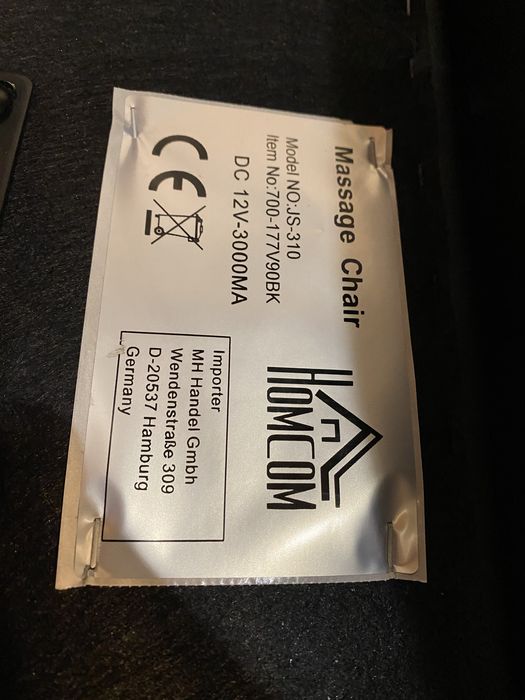 Massage Chair
Model NO:JS-310
Item No:700-177V90BK
DC 12V-3000MA
CE
HOMCOM
Importer
MH Handel Gmbh
Wendenstraße 309
D-20537 Hamburg
Germany